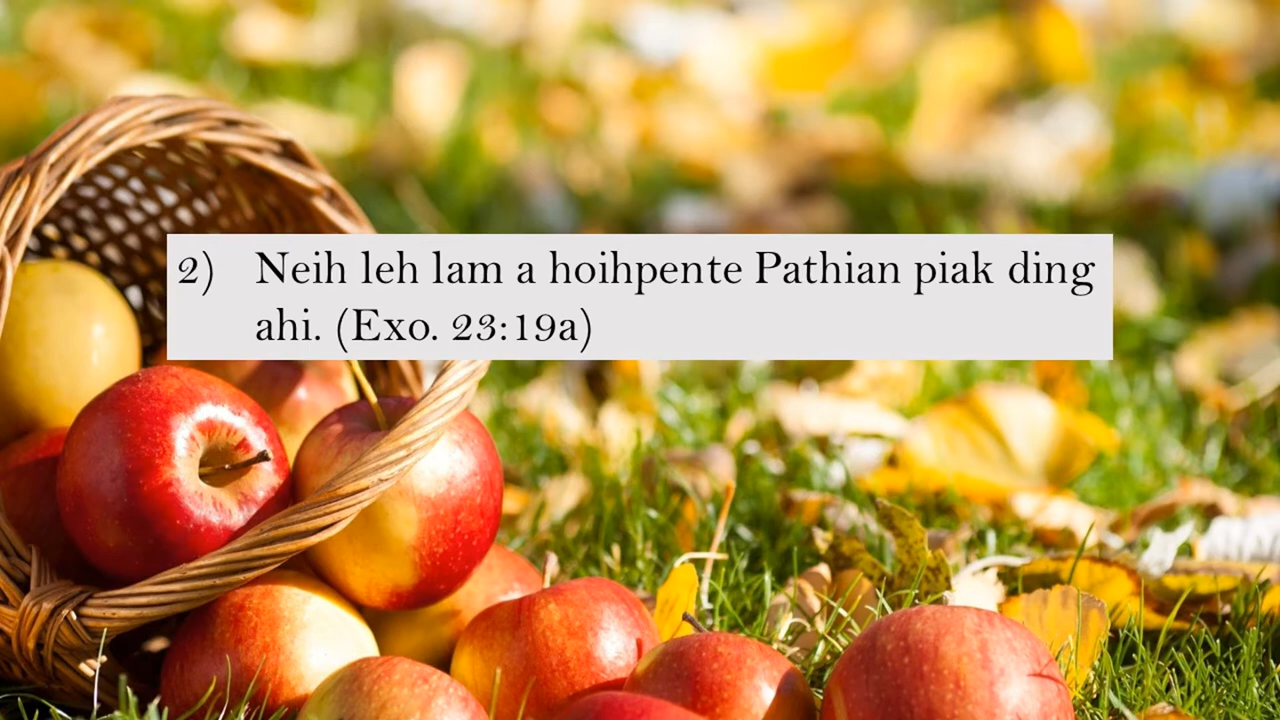 2) Neih leh lam a hoihpente Pathian piak ding
ahi. (Exo. 23:19a)